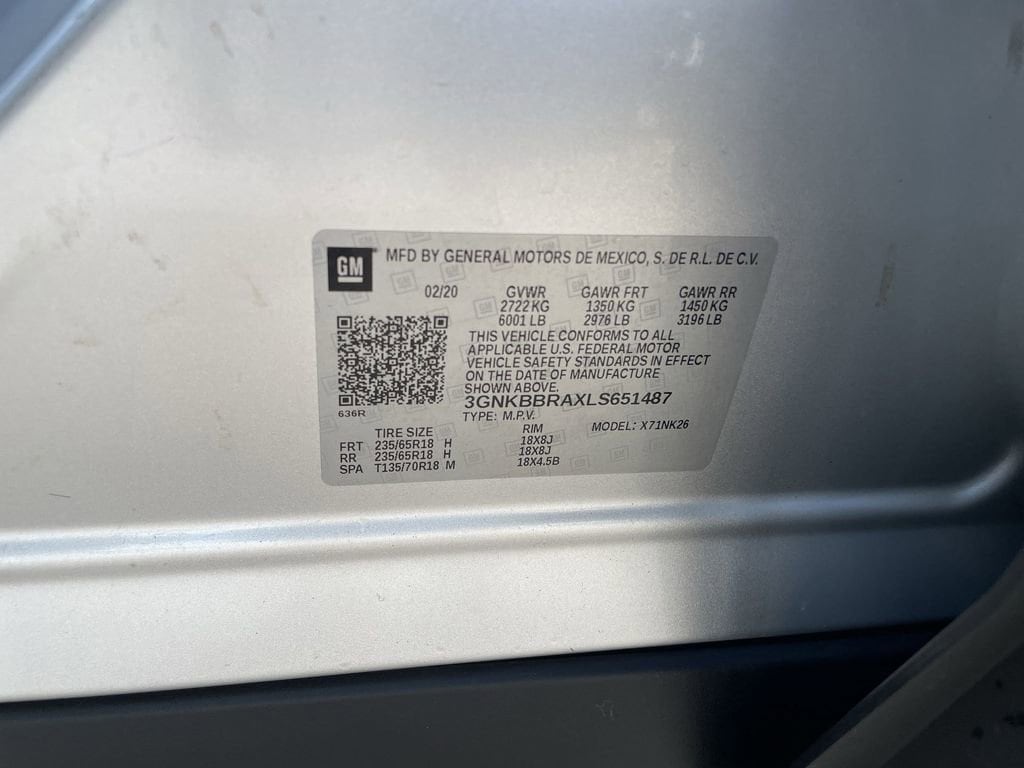 GM MFD BY GENERAL MOTORS DE MEXICO, S. DE R.L. DE C.V.
02/20 GVWR GAWR FRT GAWR RR
2722 KG 1350 KG 1450 KG
6001 LB 2976 LB 3196 LB
THIS VEHICLE CONFORMS TO ALL
APPLICABLE U.S. FEDERAL MOTOR
VEHICLE SAFETY STANDARDS IN EFFECT
ON THE DATE OF MANUFACTURE
SHOWN ABOVE.
3GNKBBRAXLS651487
636R TYPE: M.P.V. MODEL: X71NK26
TIRE SIZE RIM
FRT 235/65R18 H 18X8J
RR 235/65R18 H 18X8J
SPA T135/70R18 M 18X4.5B